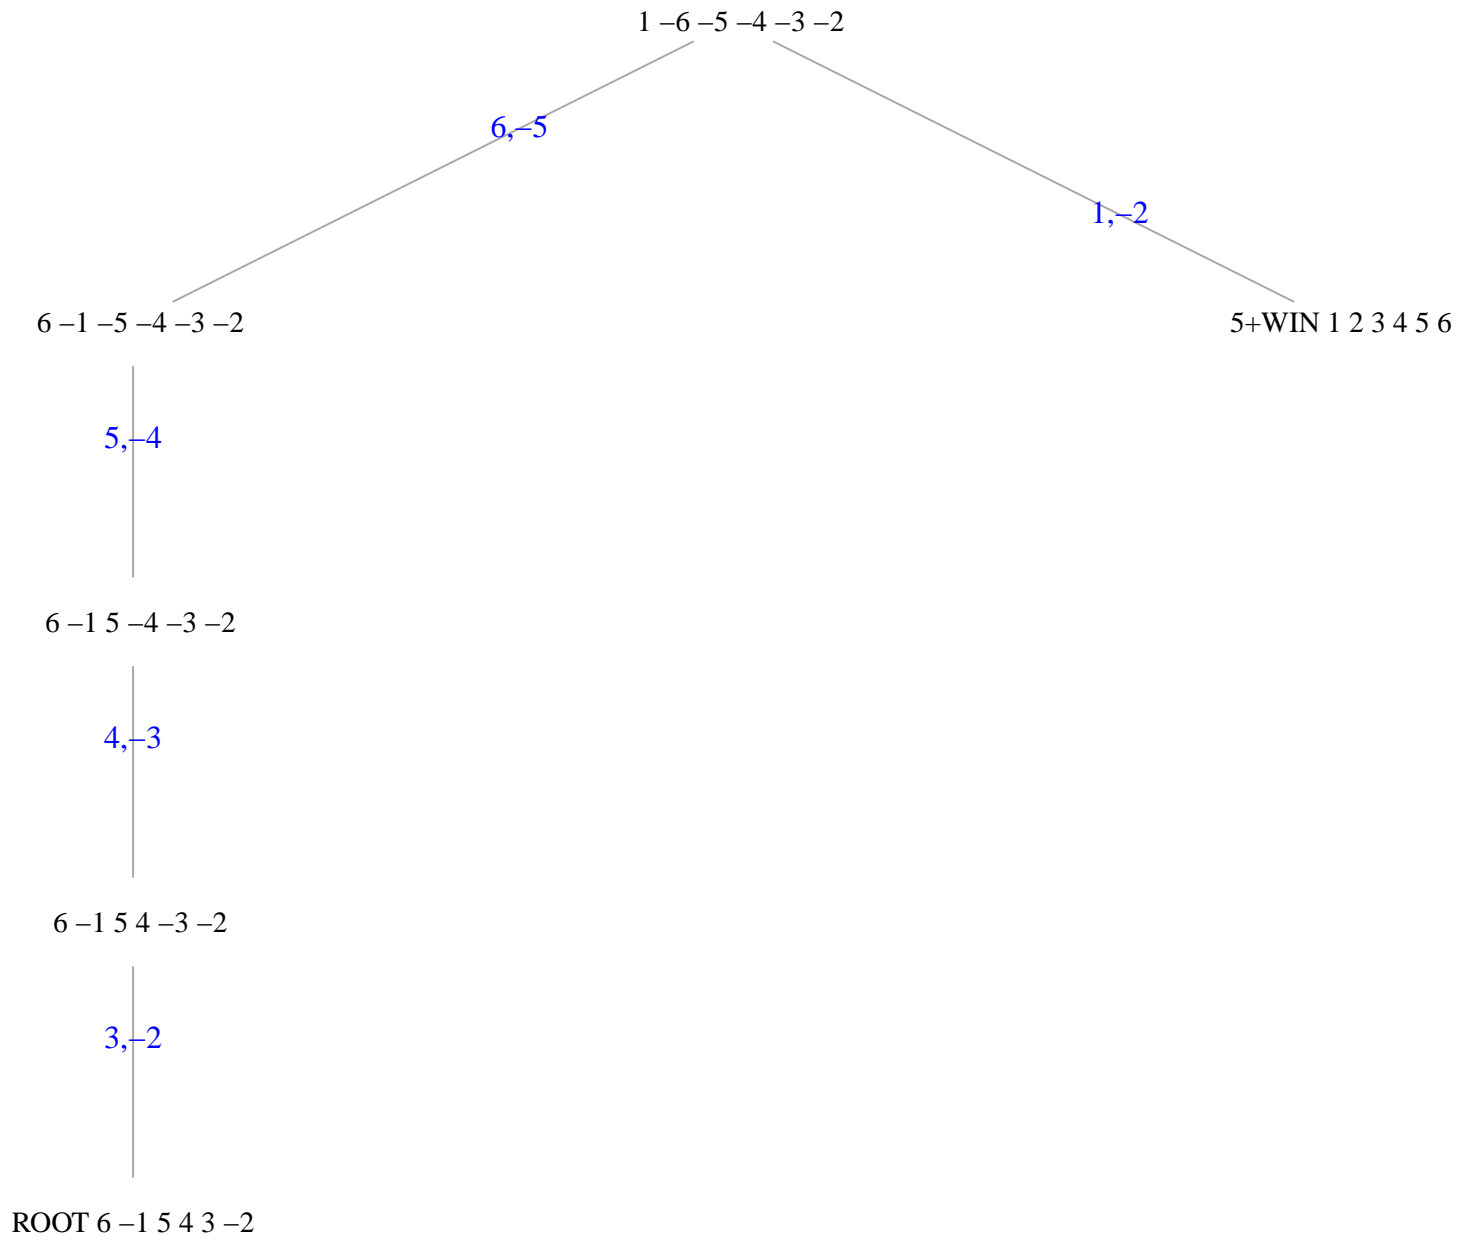 1 –6 –5 –4 –3 –2
6,–5
1,–2
6 –1 –5 –4 –3 –2
5+WIN 1 2 3 4 5 6
5,–4
6 –1 5 –4 –3 –2
4,–3
6 –1 5 4 –3 –2
3,–2
ROOT 6 –1 5 4 3 –2